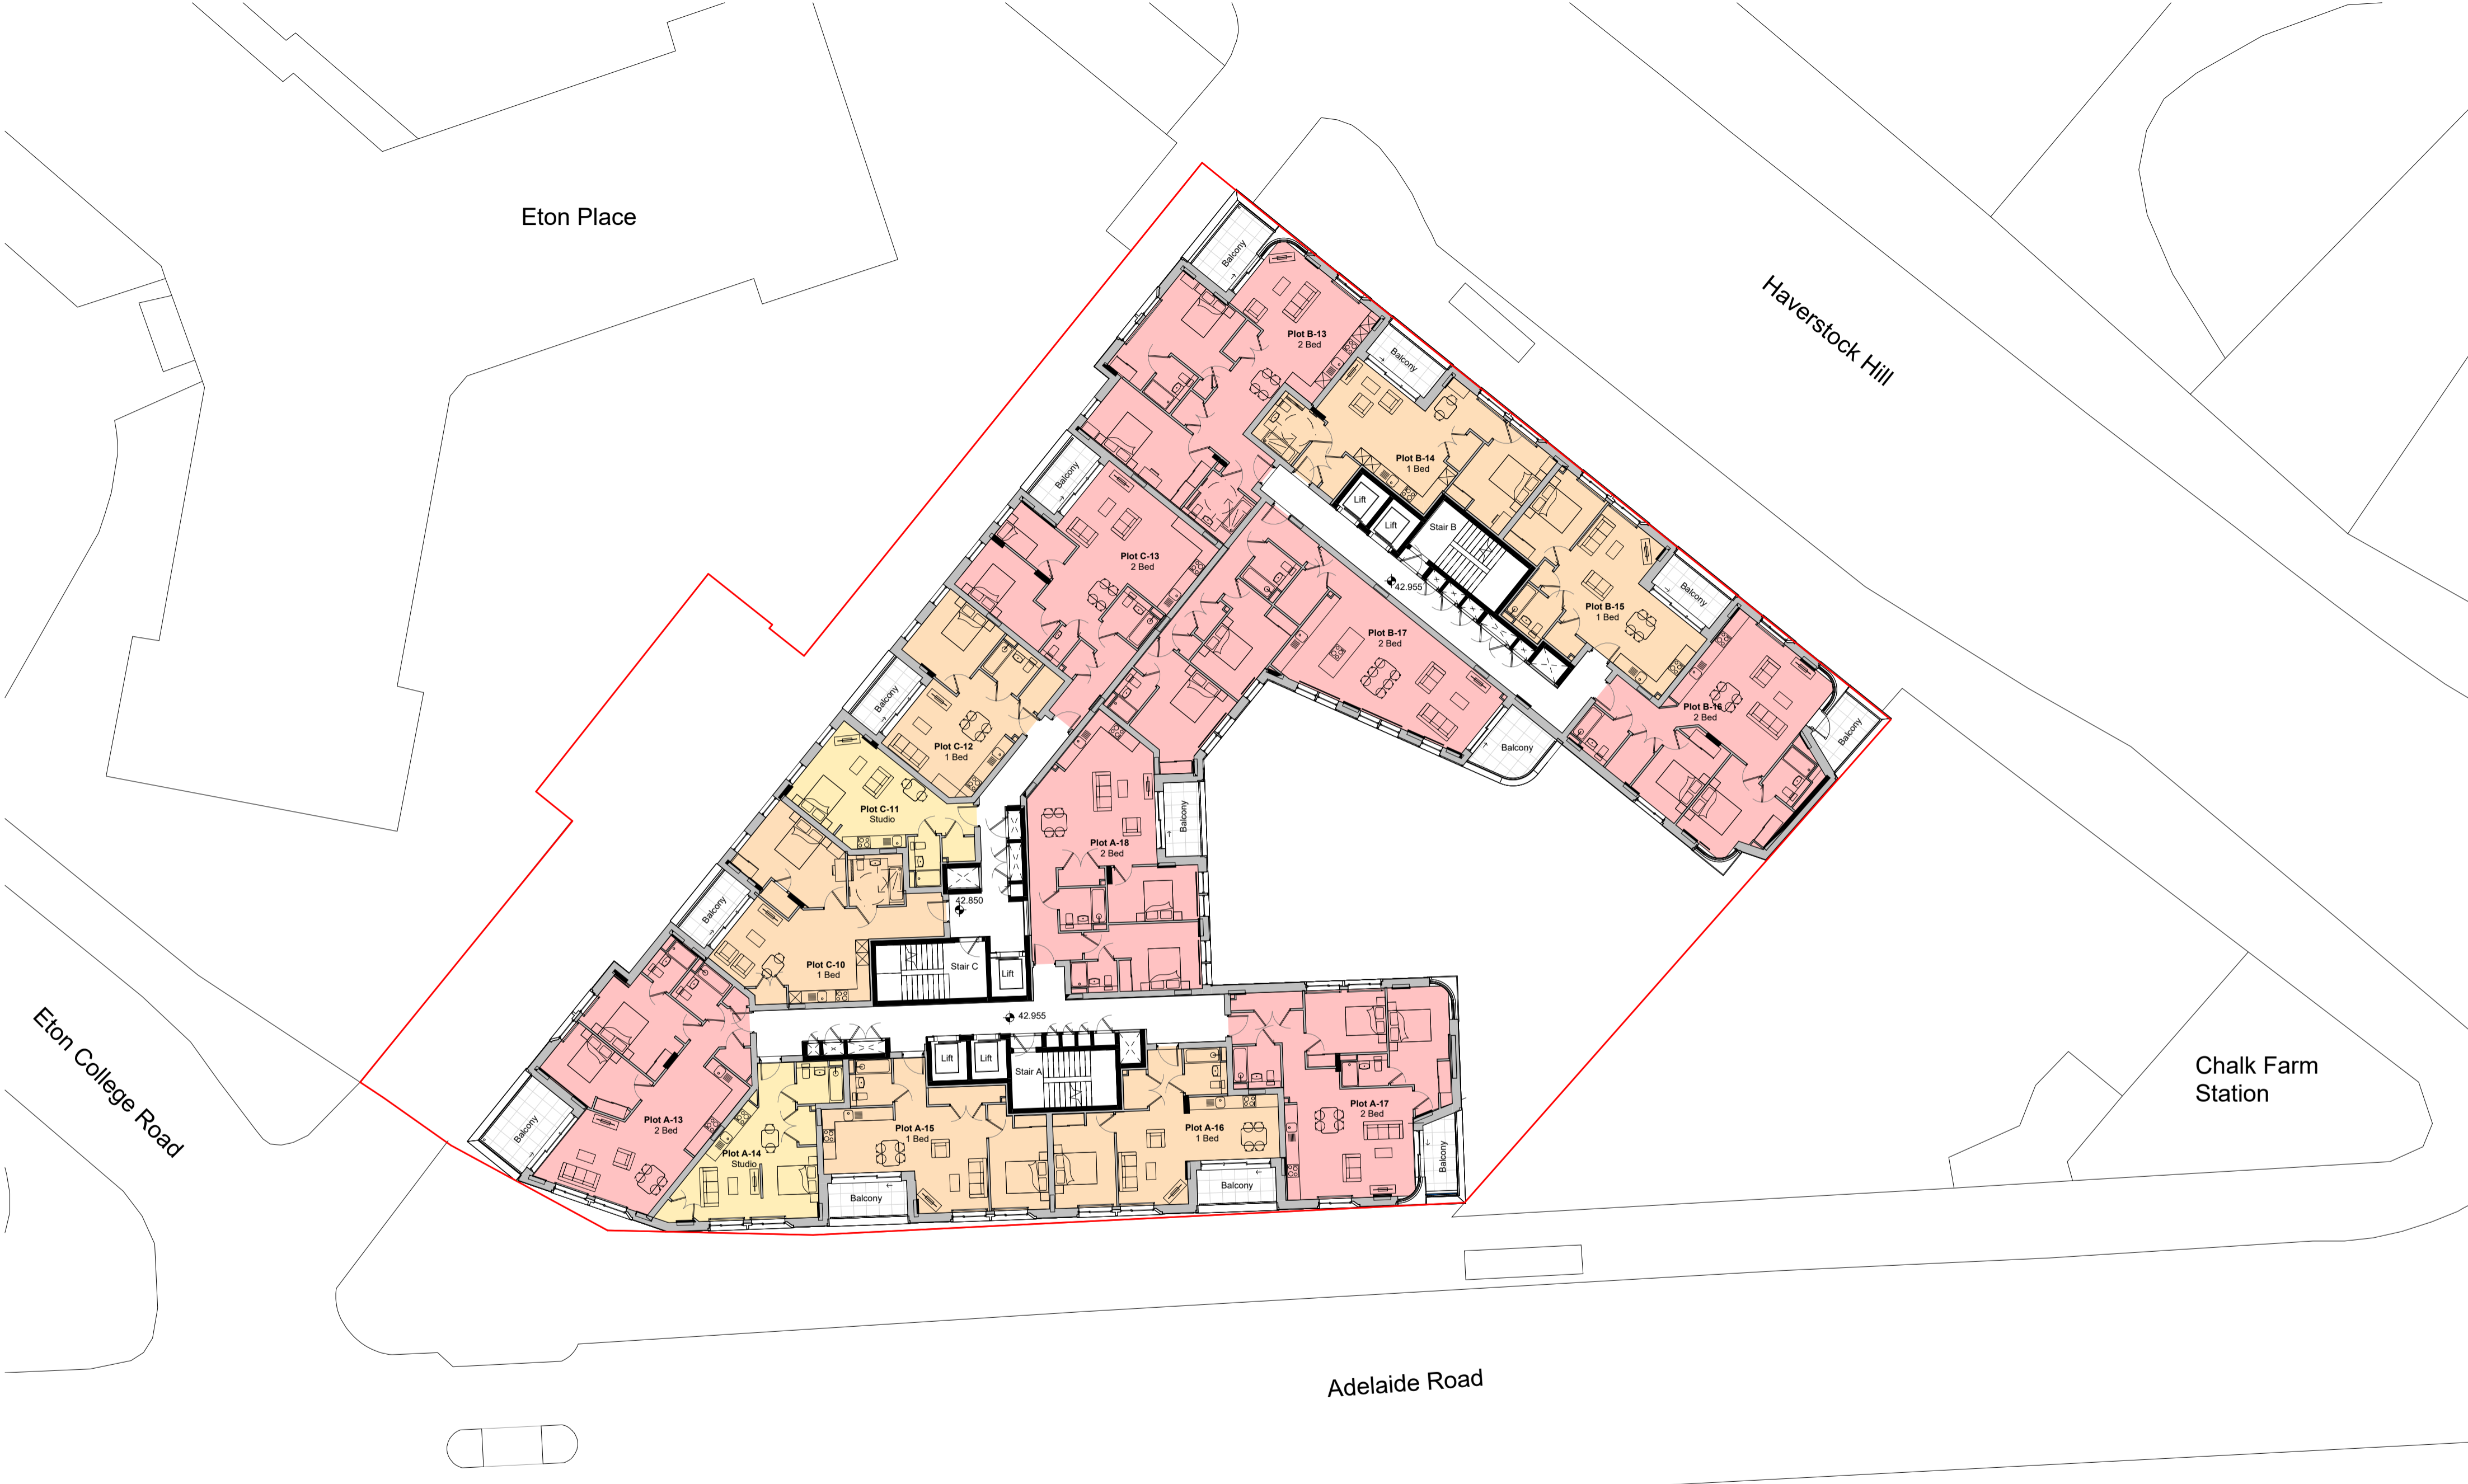 Eton Place
Haverstock Hill
Balcony
Plot B-13
2 Bed
Balcony
Plot B-14
1 Bed
Balcony
Lift
Lift
Stair B
Plot C-13
2 Bed
42.955
Balcony
Plot B-15
1 Bed
Plot B-17
2 Bed
Balcony
Plot B-16
2 Bed
Balcony
Balcony
Plot C-12
1 Bed
Plot C-11
Studio
Balcony
Plot A-18
2 Bed
42.850
Balcony
Plot C-10
1 Bed
Stair C
Lift
42.955
Eton College Road
Lift
Lift
Stair A
Balcony
Plot A-13
2 Bed
Plot A-14
Studio
Plot A-15
1 Bed
Plot A-16
1 Bed
Plot A-17
2 Bed
Balcony
Balcony
Balcony
Chalk Farm
Station
Adelaide Road